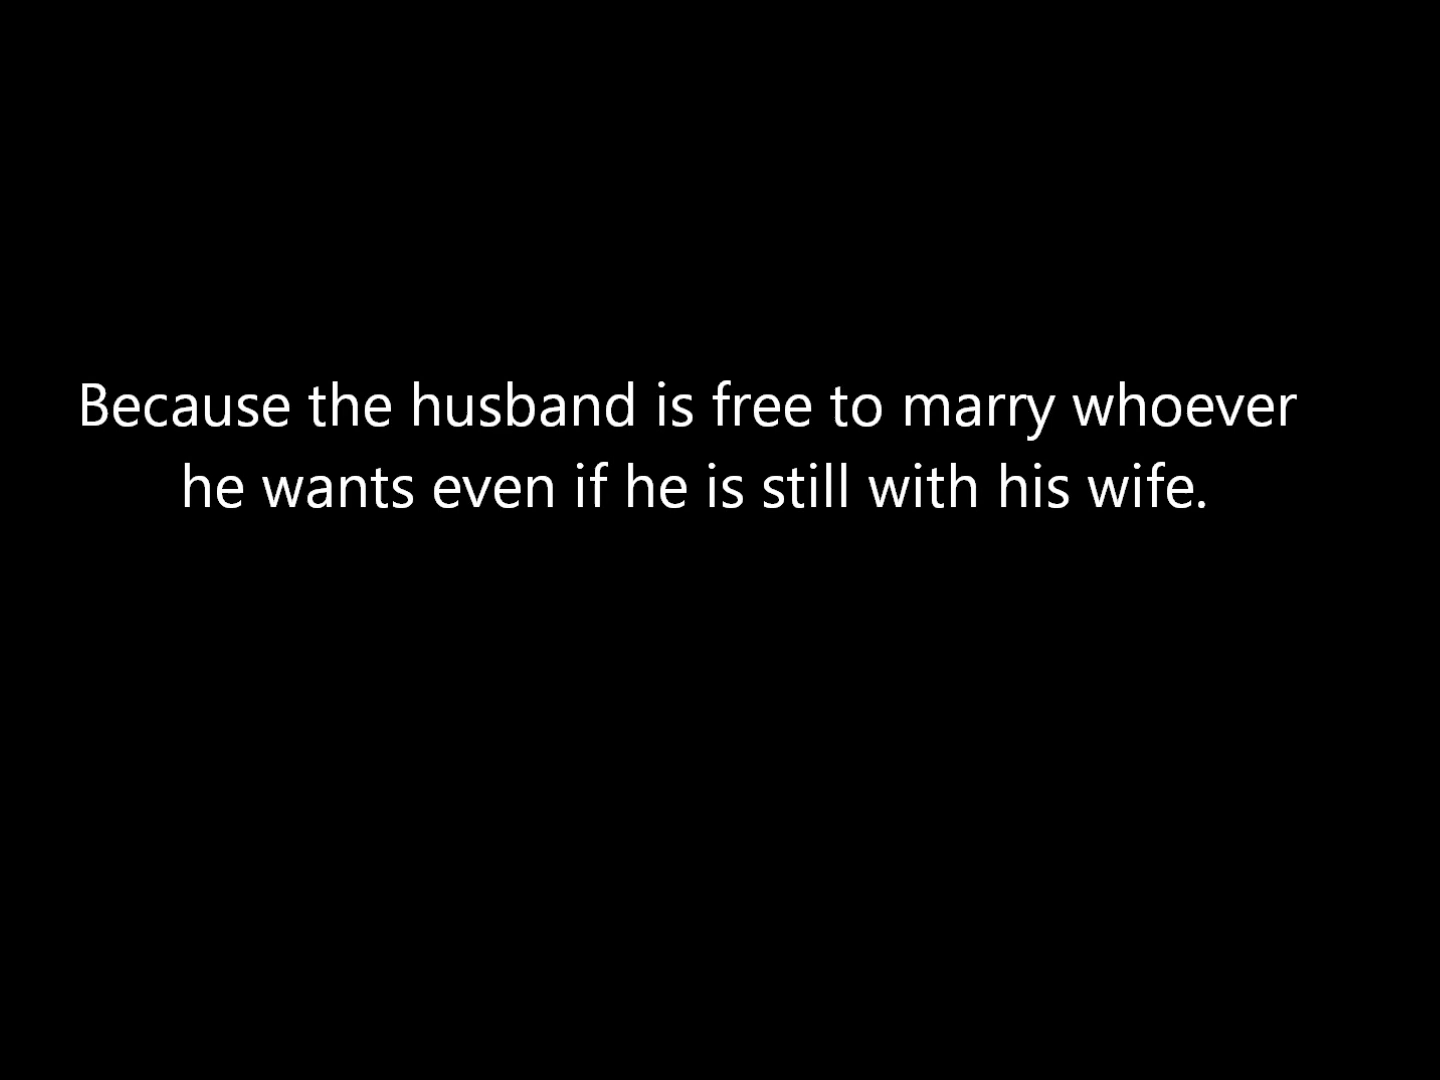 Because the husband is free to marry whoever
he wants even if he is still with his wife.